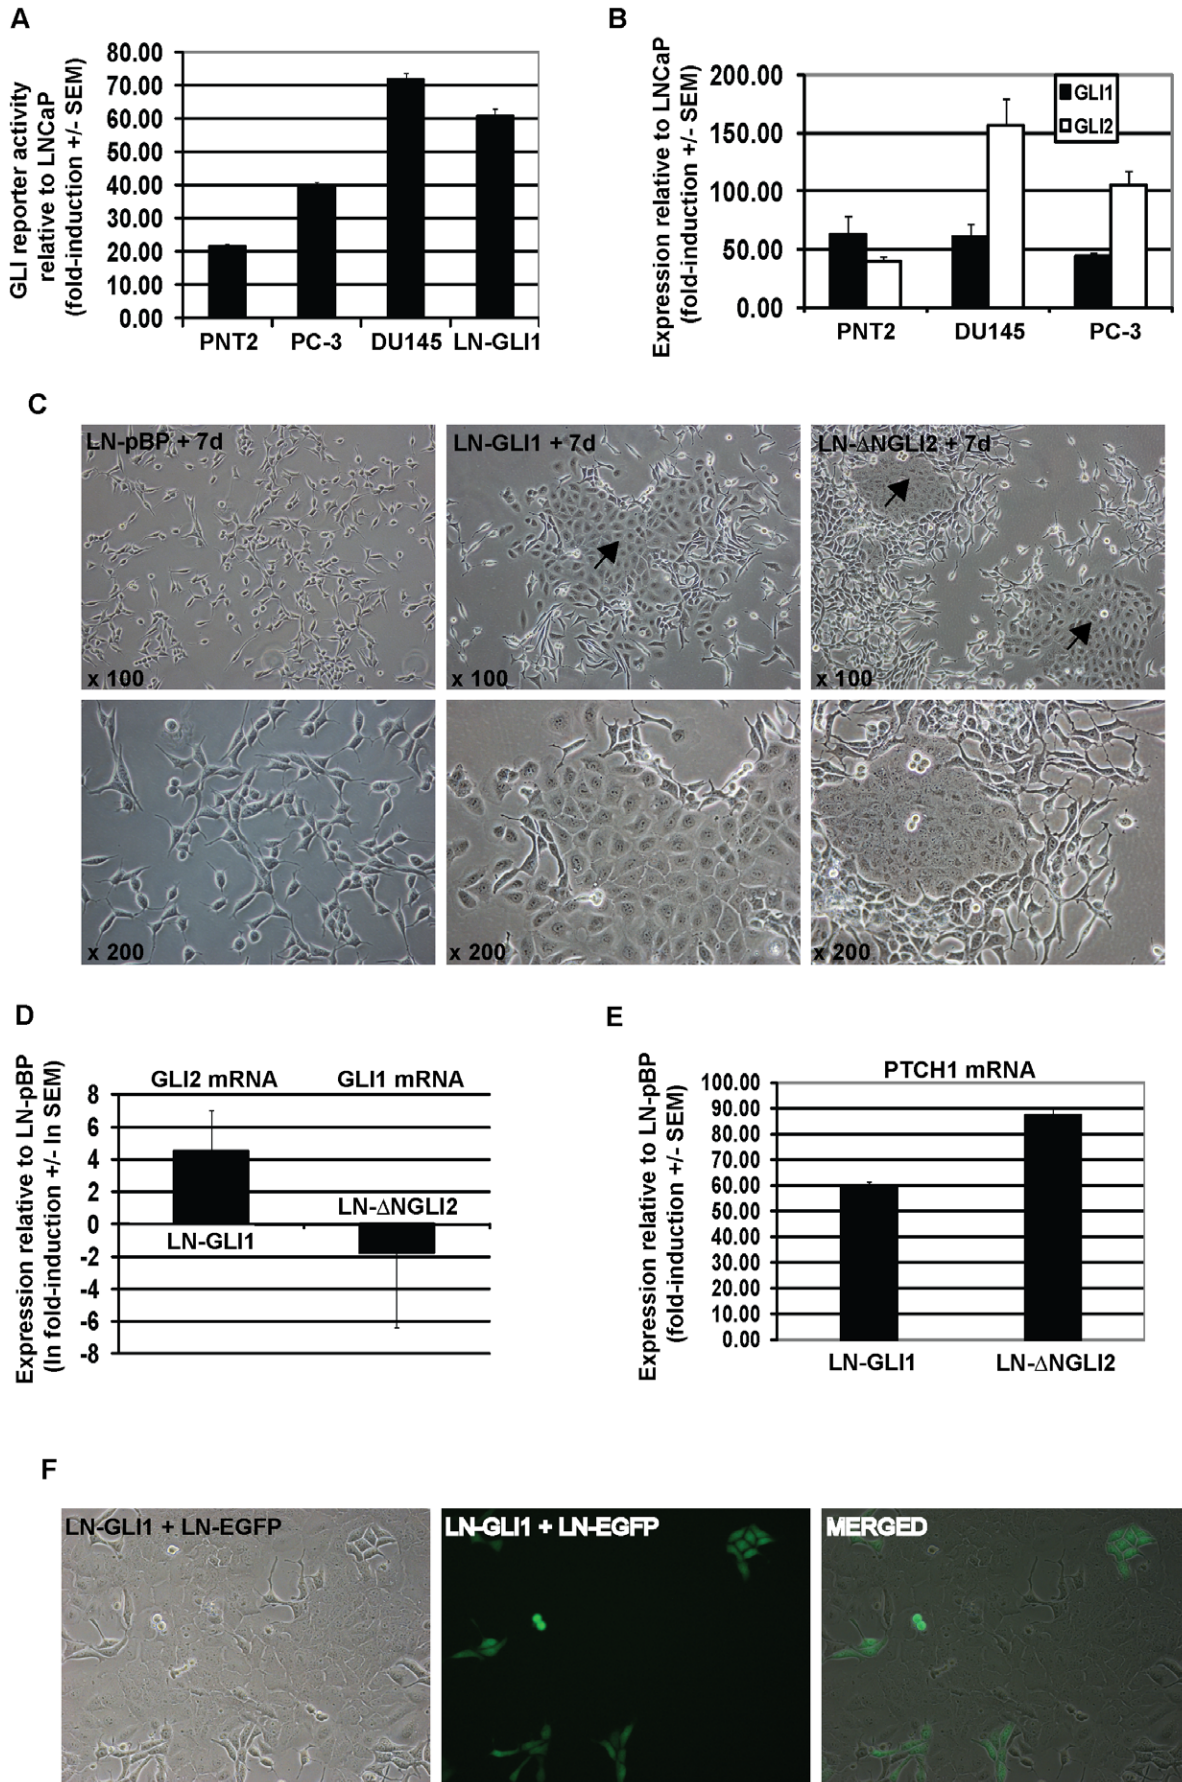 A
GLI reporter activity
relative to LNCaP
(fold-induction +/- SEM)
80.00
70.00
60.00
50.00
40.00
30.00
20.00
10.00
0.00
PNT2 PC-3 DU145 LN-GLI1
B
Expression relative to LNCaP
(fold-induction +/- SEM)
200.00
150.00
100.00
50.00
0.00
GLI1
GLI2
PNT2 DU145 PC-3
C
LN-pBP + 7d
LN-GLI1 + 7d
LN-ΔNGLI2 + 7d
x 100
x 100
x 100
x 200
x 200
x 200
D
Expression relative to LN-pBP
(ln fold-induction +/- ln SEM)
GLI2 mRNA GLI1 mRNA
8
6
4
2
0
-2
-4
-6
-8
LN-ΔNGLI2
LN-GLI1
E
Expression relative to LN-pBP
(fold-induction +/- SEM)
PTCH1 mRNA
100.00
90.00
80.00
70.00
60.00
50.00
40.00
30.00
20.00
10.00
0.00
LN-GLI1 LN-ΔNGLI2
F
LN-GLI1 + LN-EGFP
LN-GLI1 + LN-EGFP
MERGED